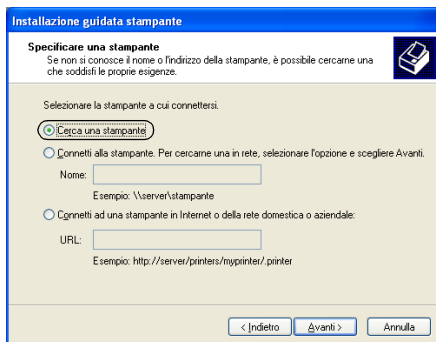 Installazione guidata stampante
Specificare una stampante
Se non si conosce il nome o l'indirizzo della stampante, è possibile cercarne una
che soddisfi le proprie esigenze.
Selezionare la stampante a cui connettersi.
Cerca una stampante
Connetti alla stampante. Per cercarne una in rete, selezionare l'opzione e scegliere Avanti.
Nome:
Esempio: \\server\stampante
Connetti ad una stampante in Internet o della rete domestica o aziendale:
URL:
Esempio: http://server/printers/myprinter/.printer
< Indietro
Avanti >
Annulla